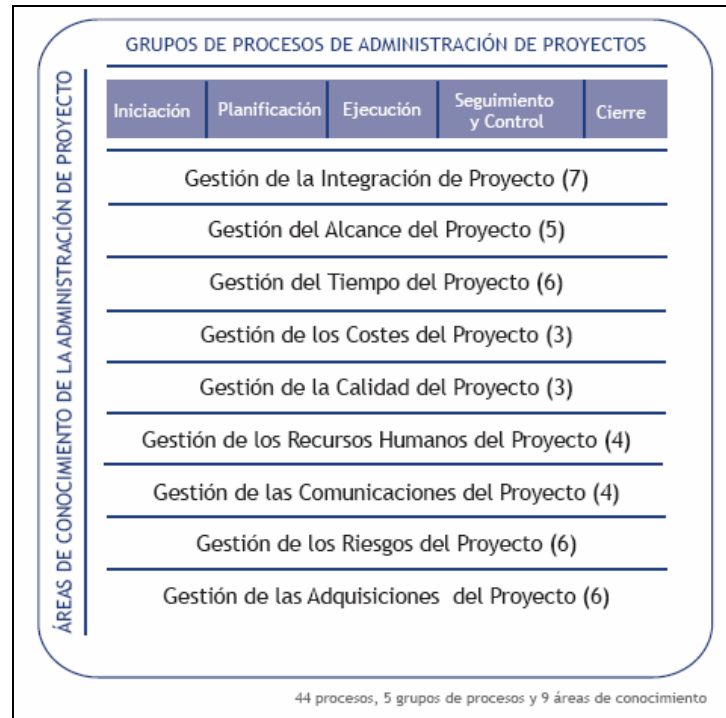 GRUPOS DE PROCESOS DE ADMINISTRACIÓN DE PROYECTOS
ÁREAS DE CONOCIMIENTO DE LA ADMINISTRACIÓN DE PROYECTO
Iniciación Planificación Ejecución Seguimiento y Control Cierre
Gestión de la Integración de Proyecto (7)
Gestión del Alcance del Proyecto (5)
Gestión del Tiempo del Proyecto (6)
Gestión de los Costes del Proyecto (3)
Gestión de la Calidad del Proyecto (3)
Gestión de los Recursos Humanos del Proyecto (4)
Gestión de las Comunicaciones del Proyecto (4)
Gestión de los Riesgos del Proyecto (6)
Gestión de las Adquisiciones del Proyecto (6)
44 procesos, 5 grupos de procesos y 9 áreas de conocimiento